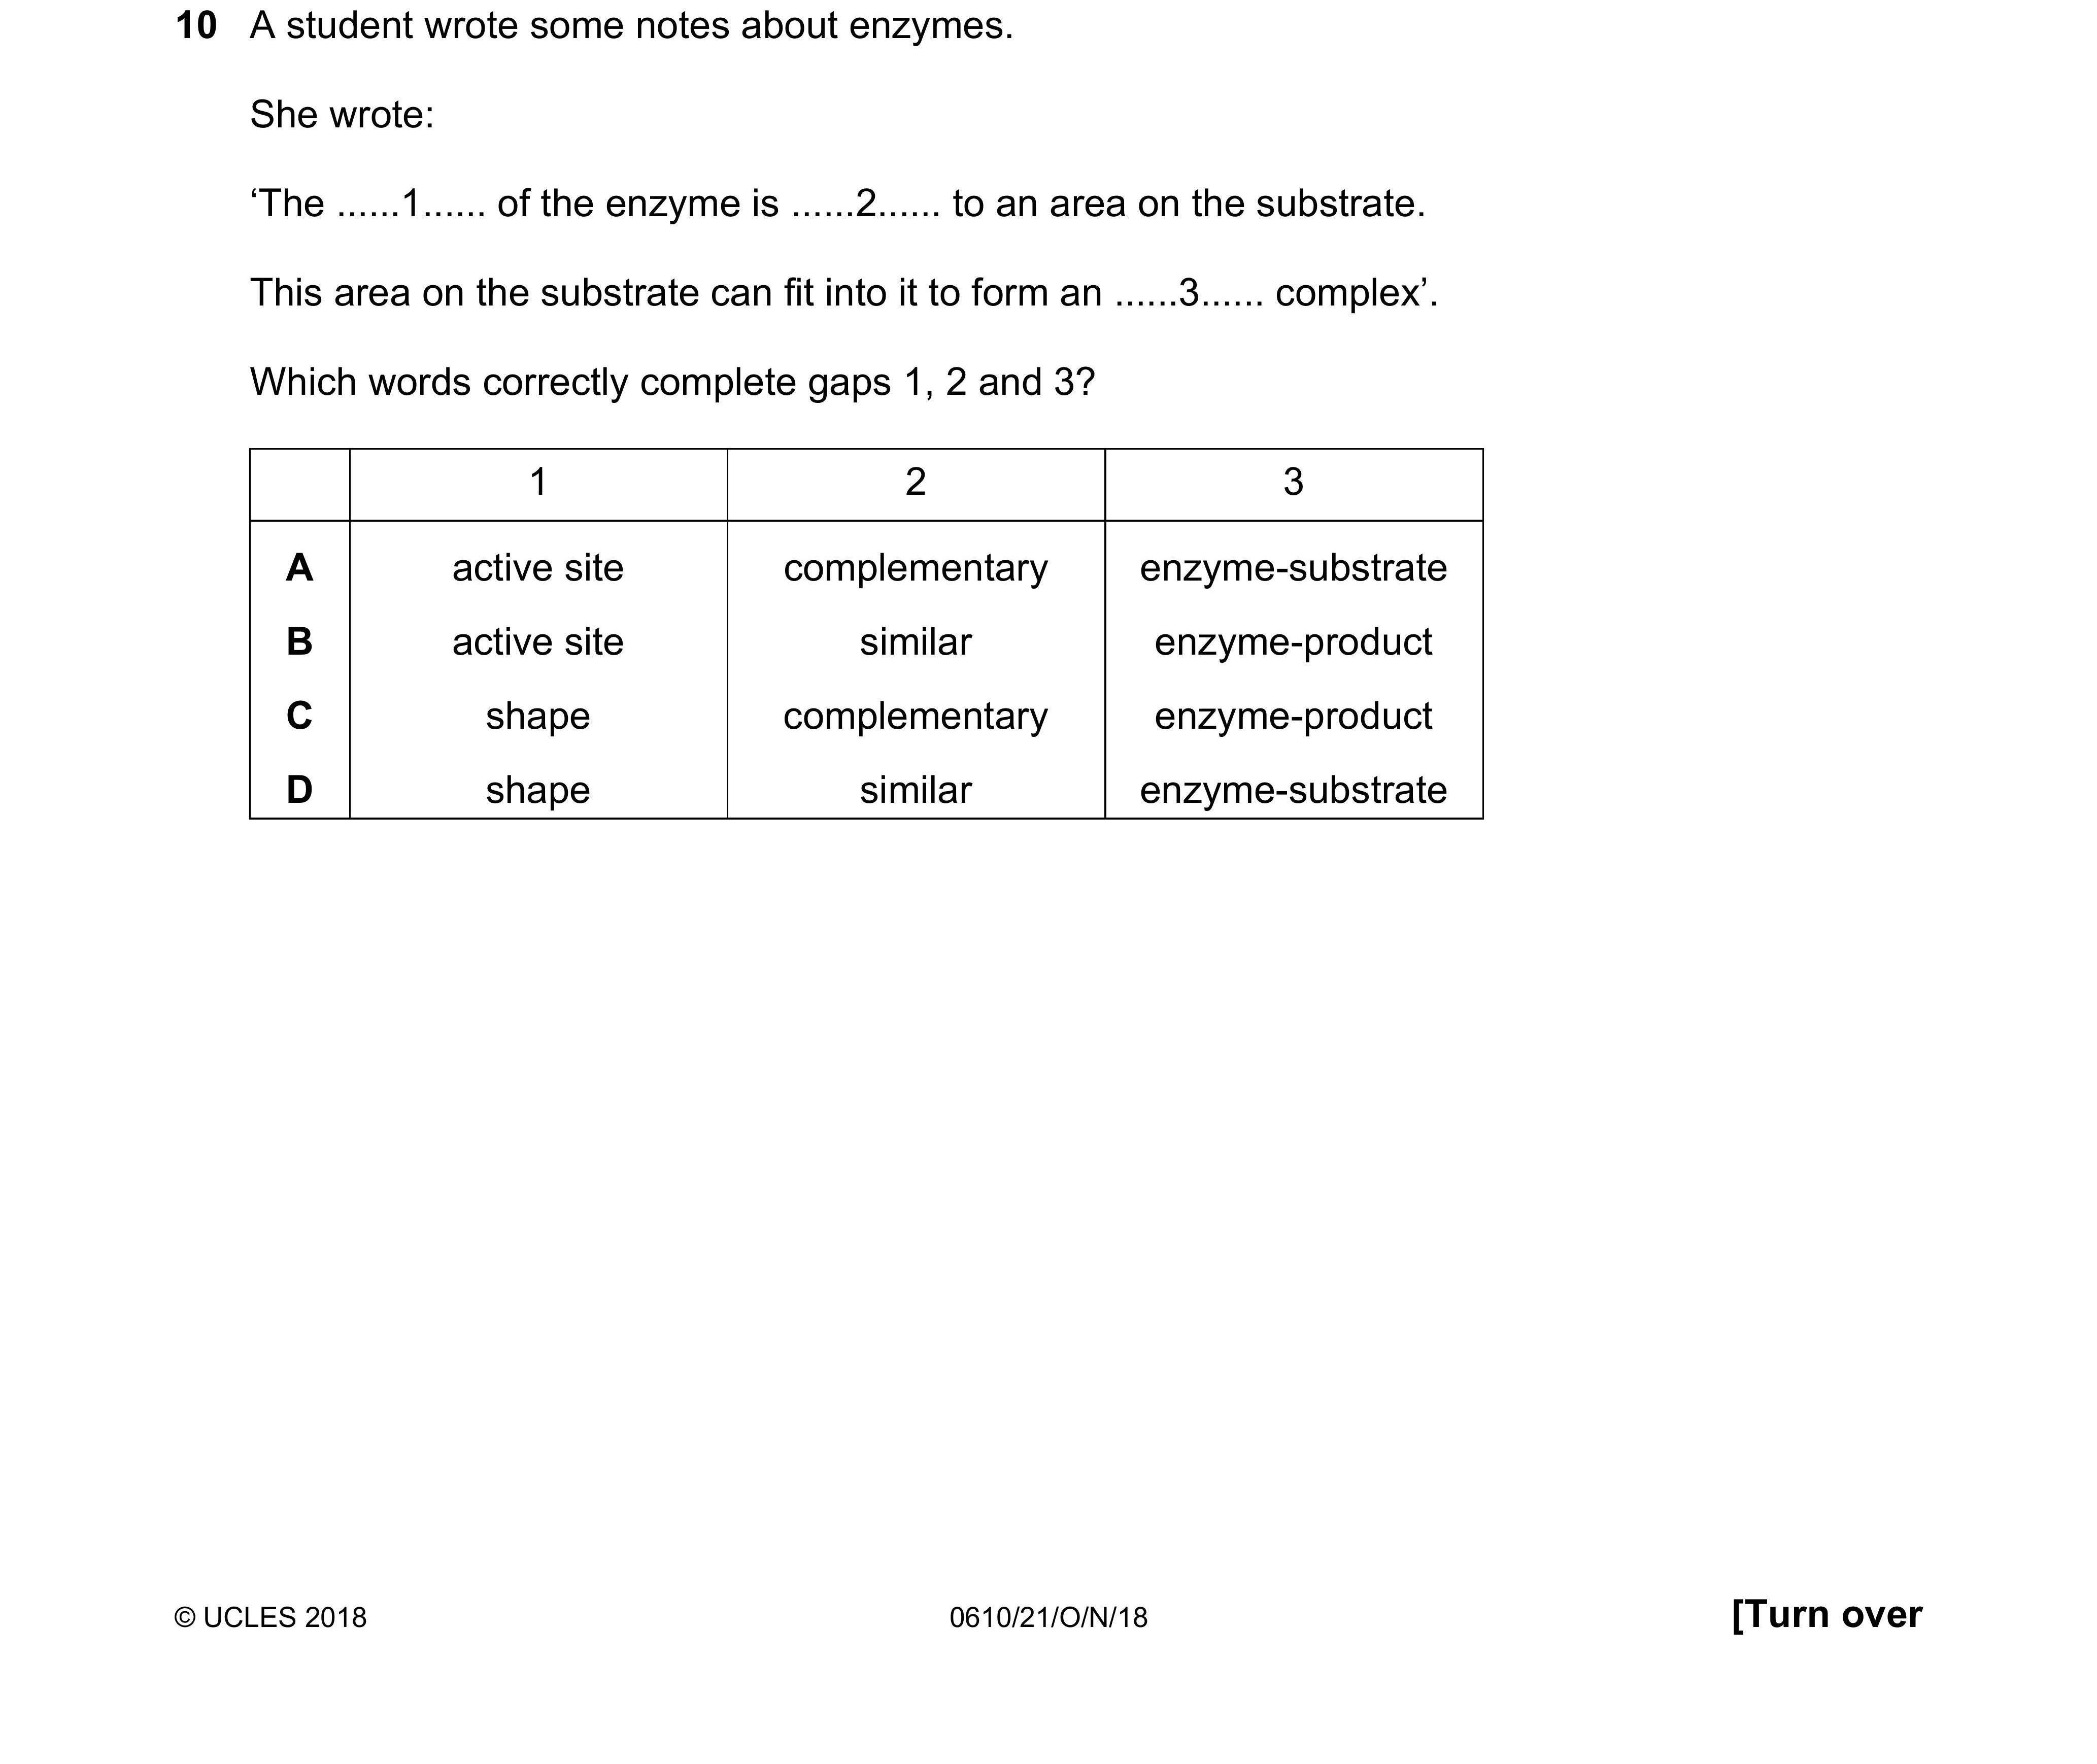 10 A student wrote some notes about enzymes.
She wrote:
‘The ......1...... of the enzyme is ......2...... to an area on the substrate.
This area on the substrate can fit into it to form an ......3...... complex’.
Which words correctly complete gaps 1, 2 and 3?
1 2 3
A active site complementary enzyme-substrate
B active site similar enzyme-product
C shape complementary enzyme-product
D shape similar enzyme-substrate
© UCLES 2018 0610/21/O/N/18 [Turn over